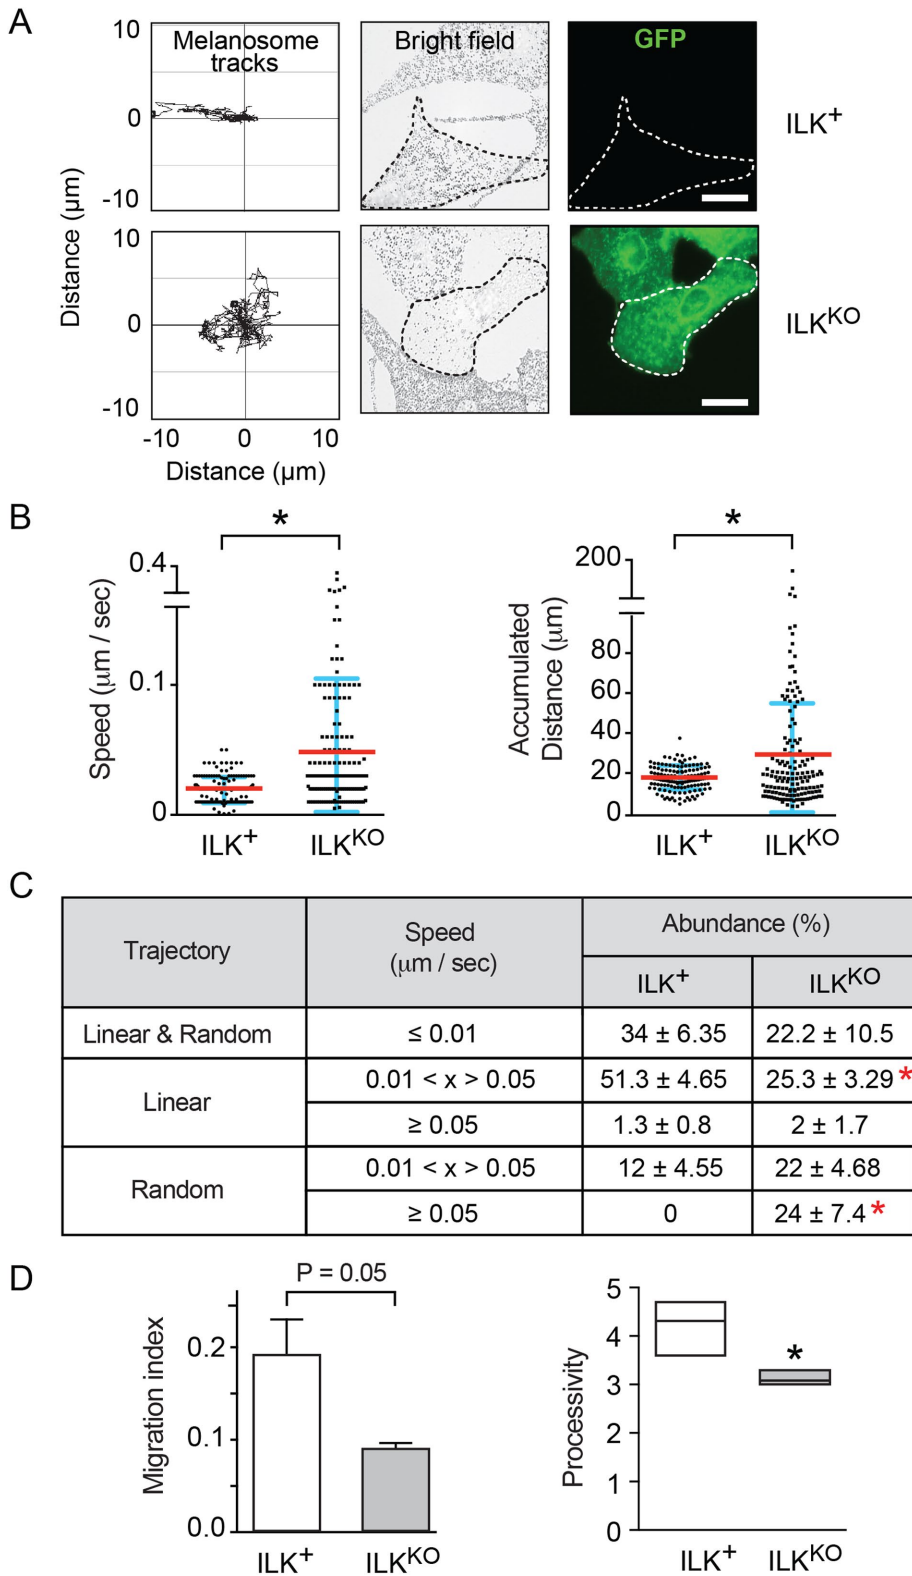 A
10
0
-10
Distance (μm)
10
0
-10
-10 0 10
Distance (μm)
Melanosome
tracks
Bright field
GFP
ILK+
ILKKO
B
*
0.4
0.1
0
Speed (μm / sec)
ILK+ ILKKO
*
200
80
60
40
20
0
Accumulated
Distance (μm)
ILK+ ILKKO
C
Trajectory
Speed
(μm / sec)
Abundance (%)
ILK+ ILKKO
Linear & Random ≤ 0.01 34 ± 6.35 22.2 ± 10.5
Linear
0.01 < x > 0.05 51.3 ± 4.65 25.3 ± 3.29 *
≥ 0.05 1.3 ± 0.8 2 ± 1.7
Random
0.01 < x > 0.05 12 ± 4.55 22 ± 4.68
≥ 0.05 0 24 ± 7.4 *
D
P = 0.05
0.2
0.1
0.0
Migration index
ILK+ ILKKO
5
4
3
2
1
0
Processivity
*
ILK+ ILKKO